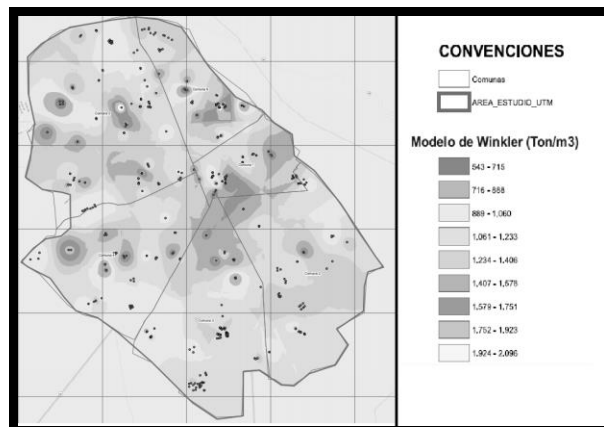 CONVENCIONES
Comunas
AREA_ESTUDIO_UTM
Modelo de Winkler (Ton/m3)
543 - 715
716 - 888
889 - 1,060
1,061 - 1,233
1,234 - 1,406
1,407 - 1,578
1,579 - 1,751
1,752 - 1,923
1,924 - 2,096